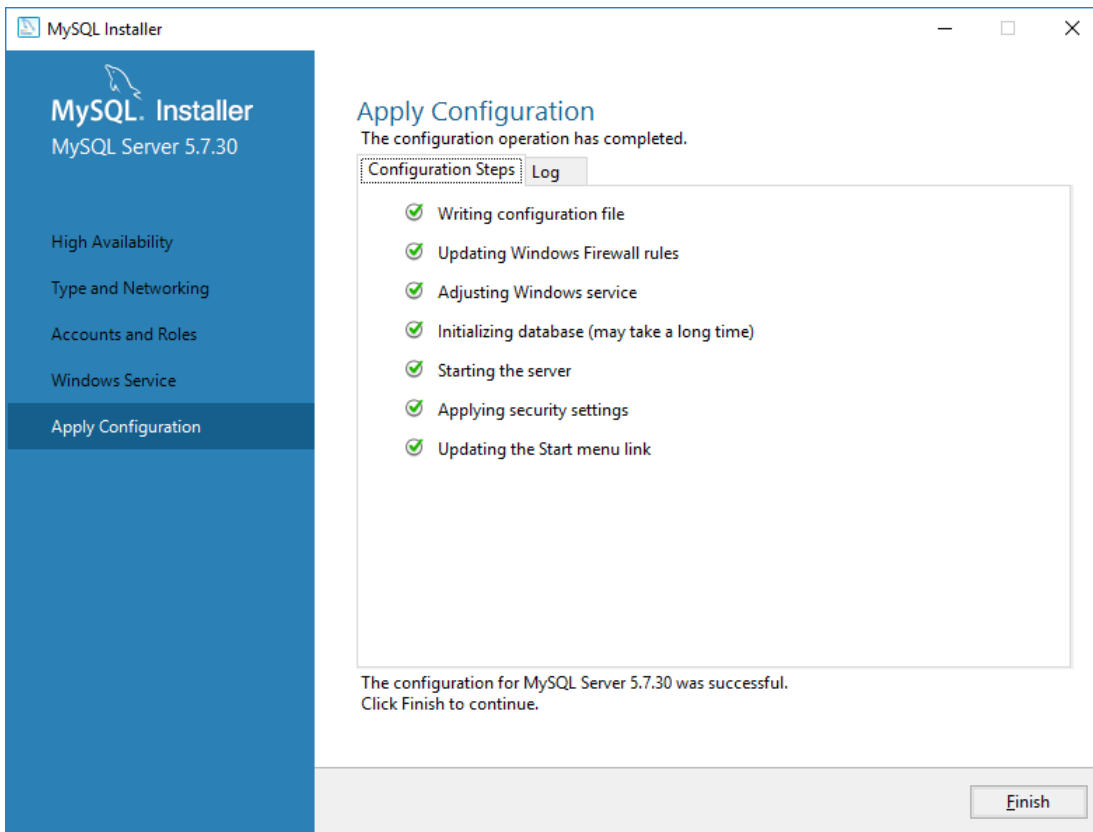 MySQL Installer
MySQL. Installer
MySQL Server 5.7.30
High Availability
Type and Networking
Accounts and Roles
Windows Service
Apply Configuration
Apply Configuration
The configuration operation has completed.
Configuration Steps
Log
Writing configuration file
Updating Windows Firewall rules
Adjusting Windows service
Initializing database (may take a long time)
Starting the server
Applying security settings
Updating the Start menu link
The configuration for MySQL Server 5.7.30 was successful.
Click Finish to continue.
Finish